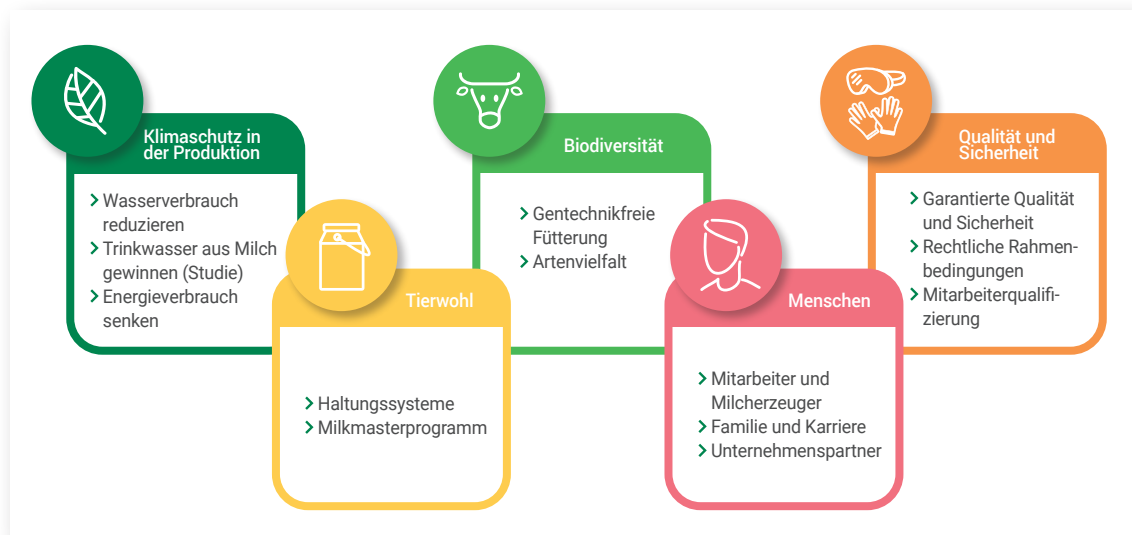 Klimaschutz in
der Produktion
> Wasserverbrauch
reduzieren
> Trinkwasser aus Milch
gewinnen (Studie)
> Energieverbrauch
senken
Tierwohl
> Haltungssysteme
> Milkmasterprogramm
Biodiversität
> Gentechnikfreie
Fütterung
> Artenvielfalt
Menschen
> Mitarbeiter und
Milcherzeuger
> Familie und Karriere
> Unternehmenspartner
Qualität und
Sicherheit
> Garantierte Qualität
und Sicherheit
> Rechtliche Rahmen-
bedingungen
> Mitarbeiterqualifi-
zierung